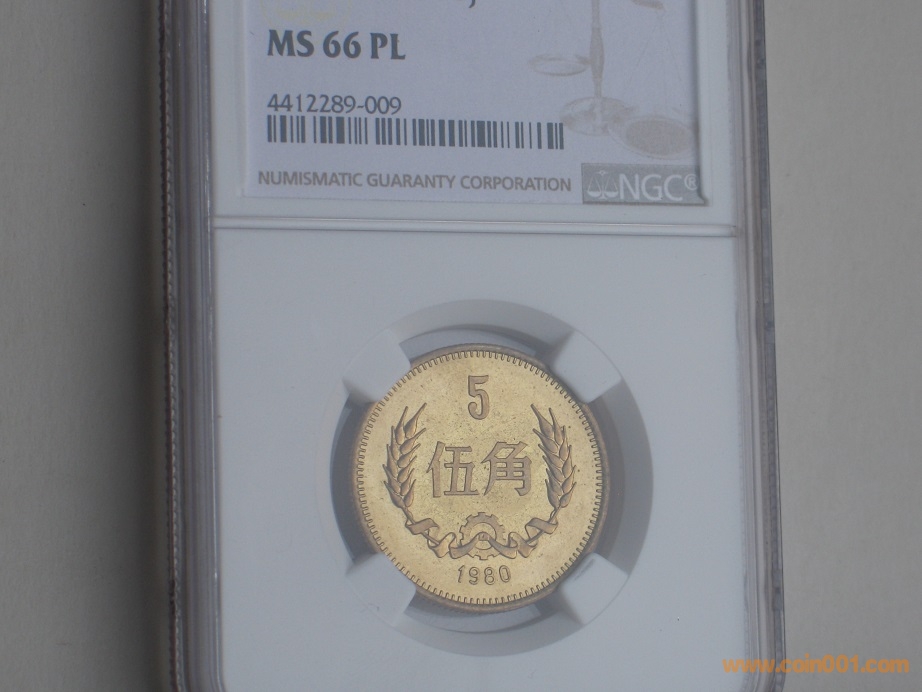 MS 66 PL
4412289-009
NUMISMATIC GUARANTY CORPORATION
NGC®
5
伍角
1980
www.coin001.com